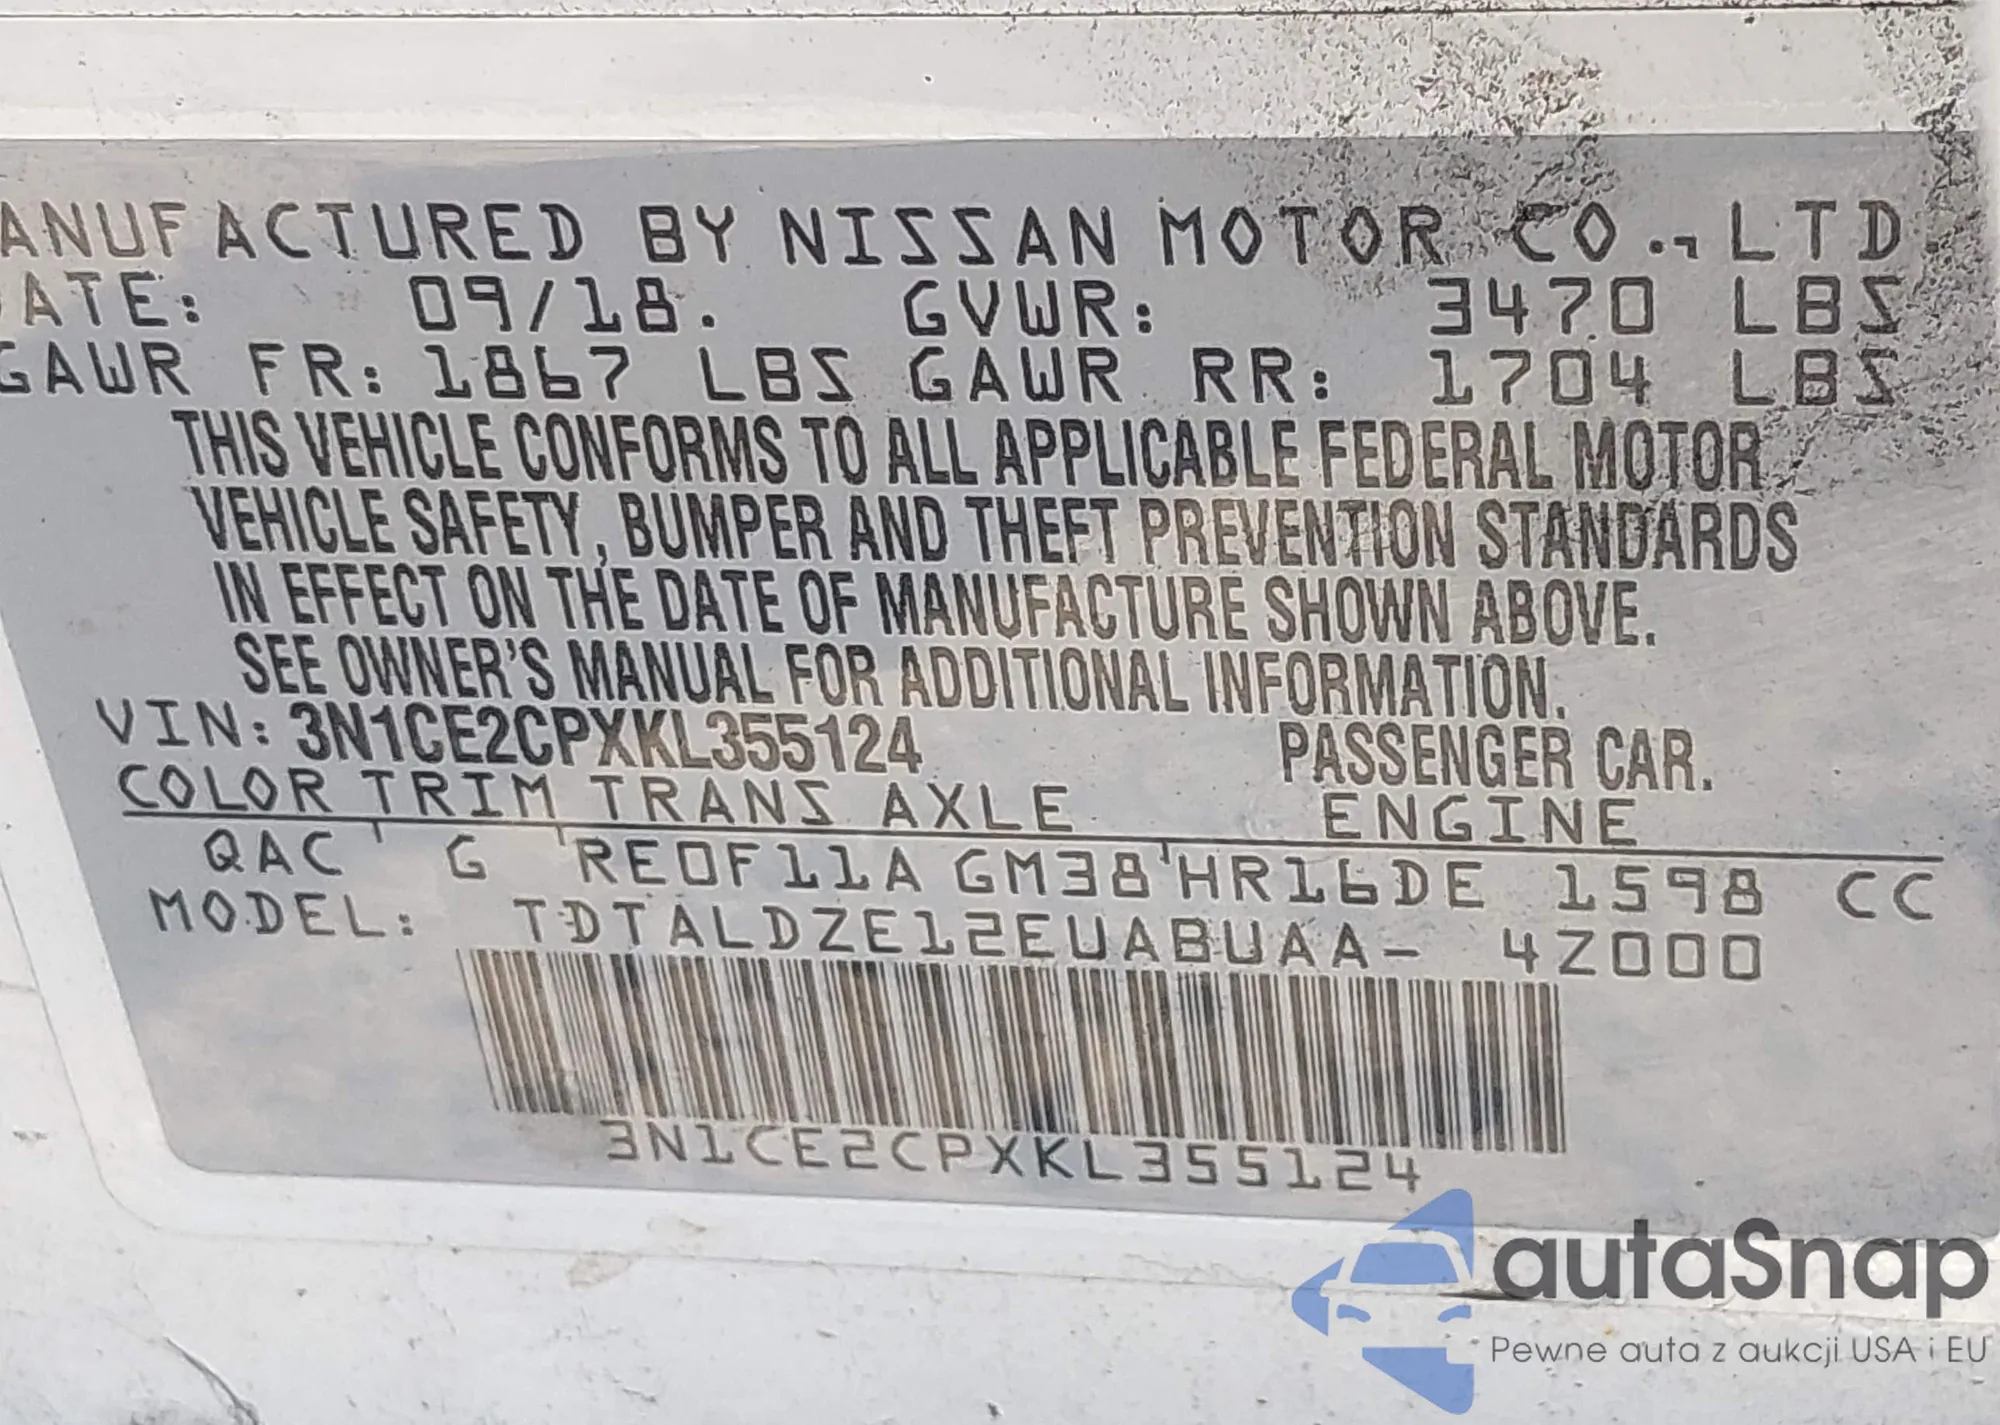 ANUFACTURED BY NISSAN MOTOR CO., LTD.
ATE: 09/18. GVWR: 3470 LBS
GAWR FR: 1867 LBS GAWR RR: 1704 LBS
THIS VEHICLE CONFORMS TO ALL APPLICABLE FEDERAL MOTOR
VEHICLE SAFETY, BUMPER AND THEFT PREVENTION STANDARDS
IN EFFECT ON THE DATE OF MANUFACTURE SHOWN ABOVE.
SEE OWNER'S MANUAL FOR ADDITIONAL INFORMATION.
VIN: 3N1CE2CPXKL355124 PASSENGER CAR.
COLOR TRIM TRANS AXLE ENGINE
QAC G RE0F11A GM38 HR16DE 1598 CC
MODEL: TDTALDZE12EUABUAA- 4Z000
3N1CE2CPXKL355124
autaSnap
Pewne auta z aukcji USA i EU